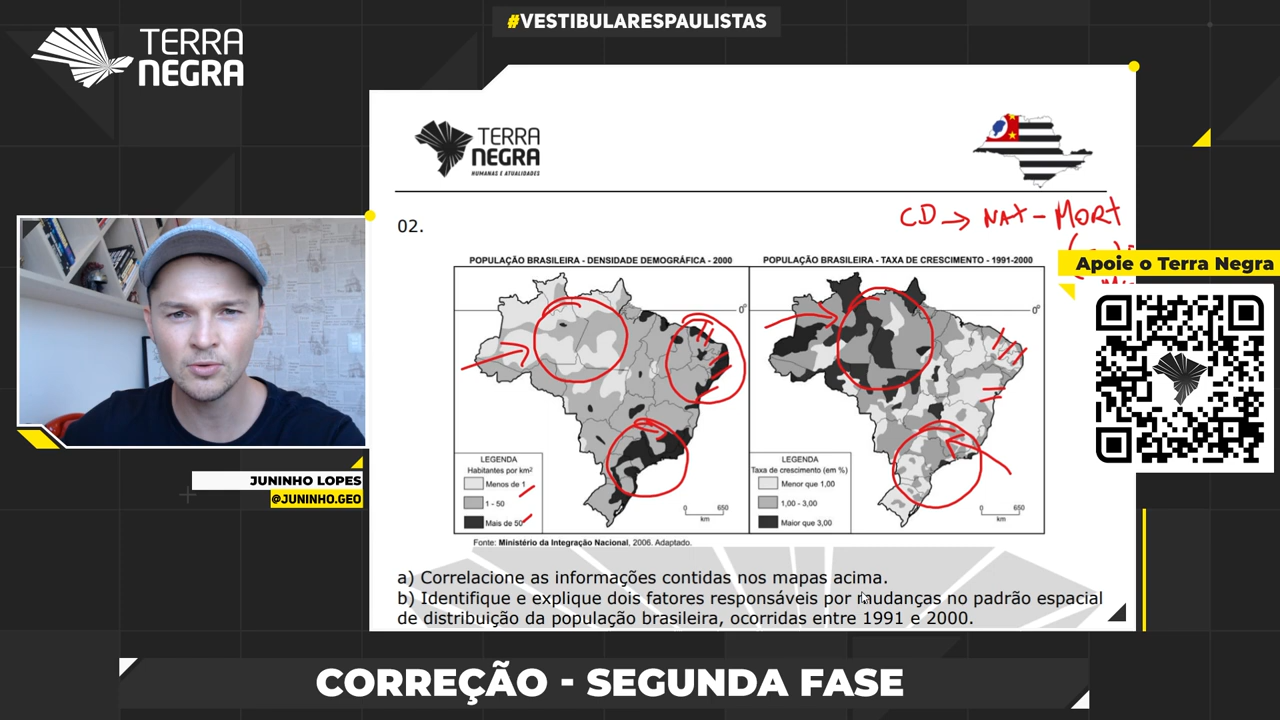 #VESTIBULARESPAULISTAS
TERRA
NEGRA
TERRA
NEGRA
HUMANAS E ATUALIDADES
CD → NAT - MORT
02.
POPULAÇÃO BRASILEIRA - DENSIDADE DEMOGRÁFICA - 2000
POPULAÇÃO BRASILEIRA - TAXA DE CRESCIMENTO - 1991-2000
0°
0°
LEGENDA
Habitantes por km²
Menos de 1
1 - 50
Mais de 50
0 650
km
LEGENDA
Taxa de crescimento (em %)
Menor que 1,00
1,00 - 3,00
Maior que 3,00
0 650
km
Fonte: Ministério da Integração Nacional, 2006. Adaptado.
a) Correlacione as informações contidas nos mapas acima.
b) Identifique e explique dois fatores responsáveis por mudanças no padrão espacial
de distribuição da população brasileira, ocorridas entre 1991 e 2000.
Apoie o Terra Negra
JUNINHO LOPES
@JUNINHO.GEO
CORREÇÃO - SEGUNDA FASE